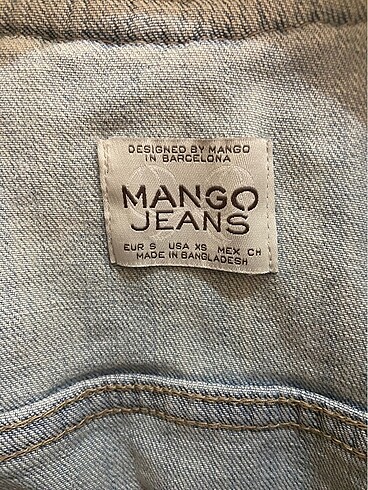 DESIGNED BY MANGO
IN BARCELONA
MANGO
JEANS
EUR S USA XS MEX CH
MADE IN BANGLADESH